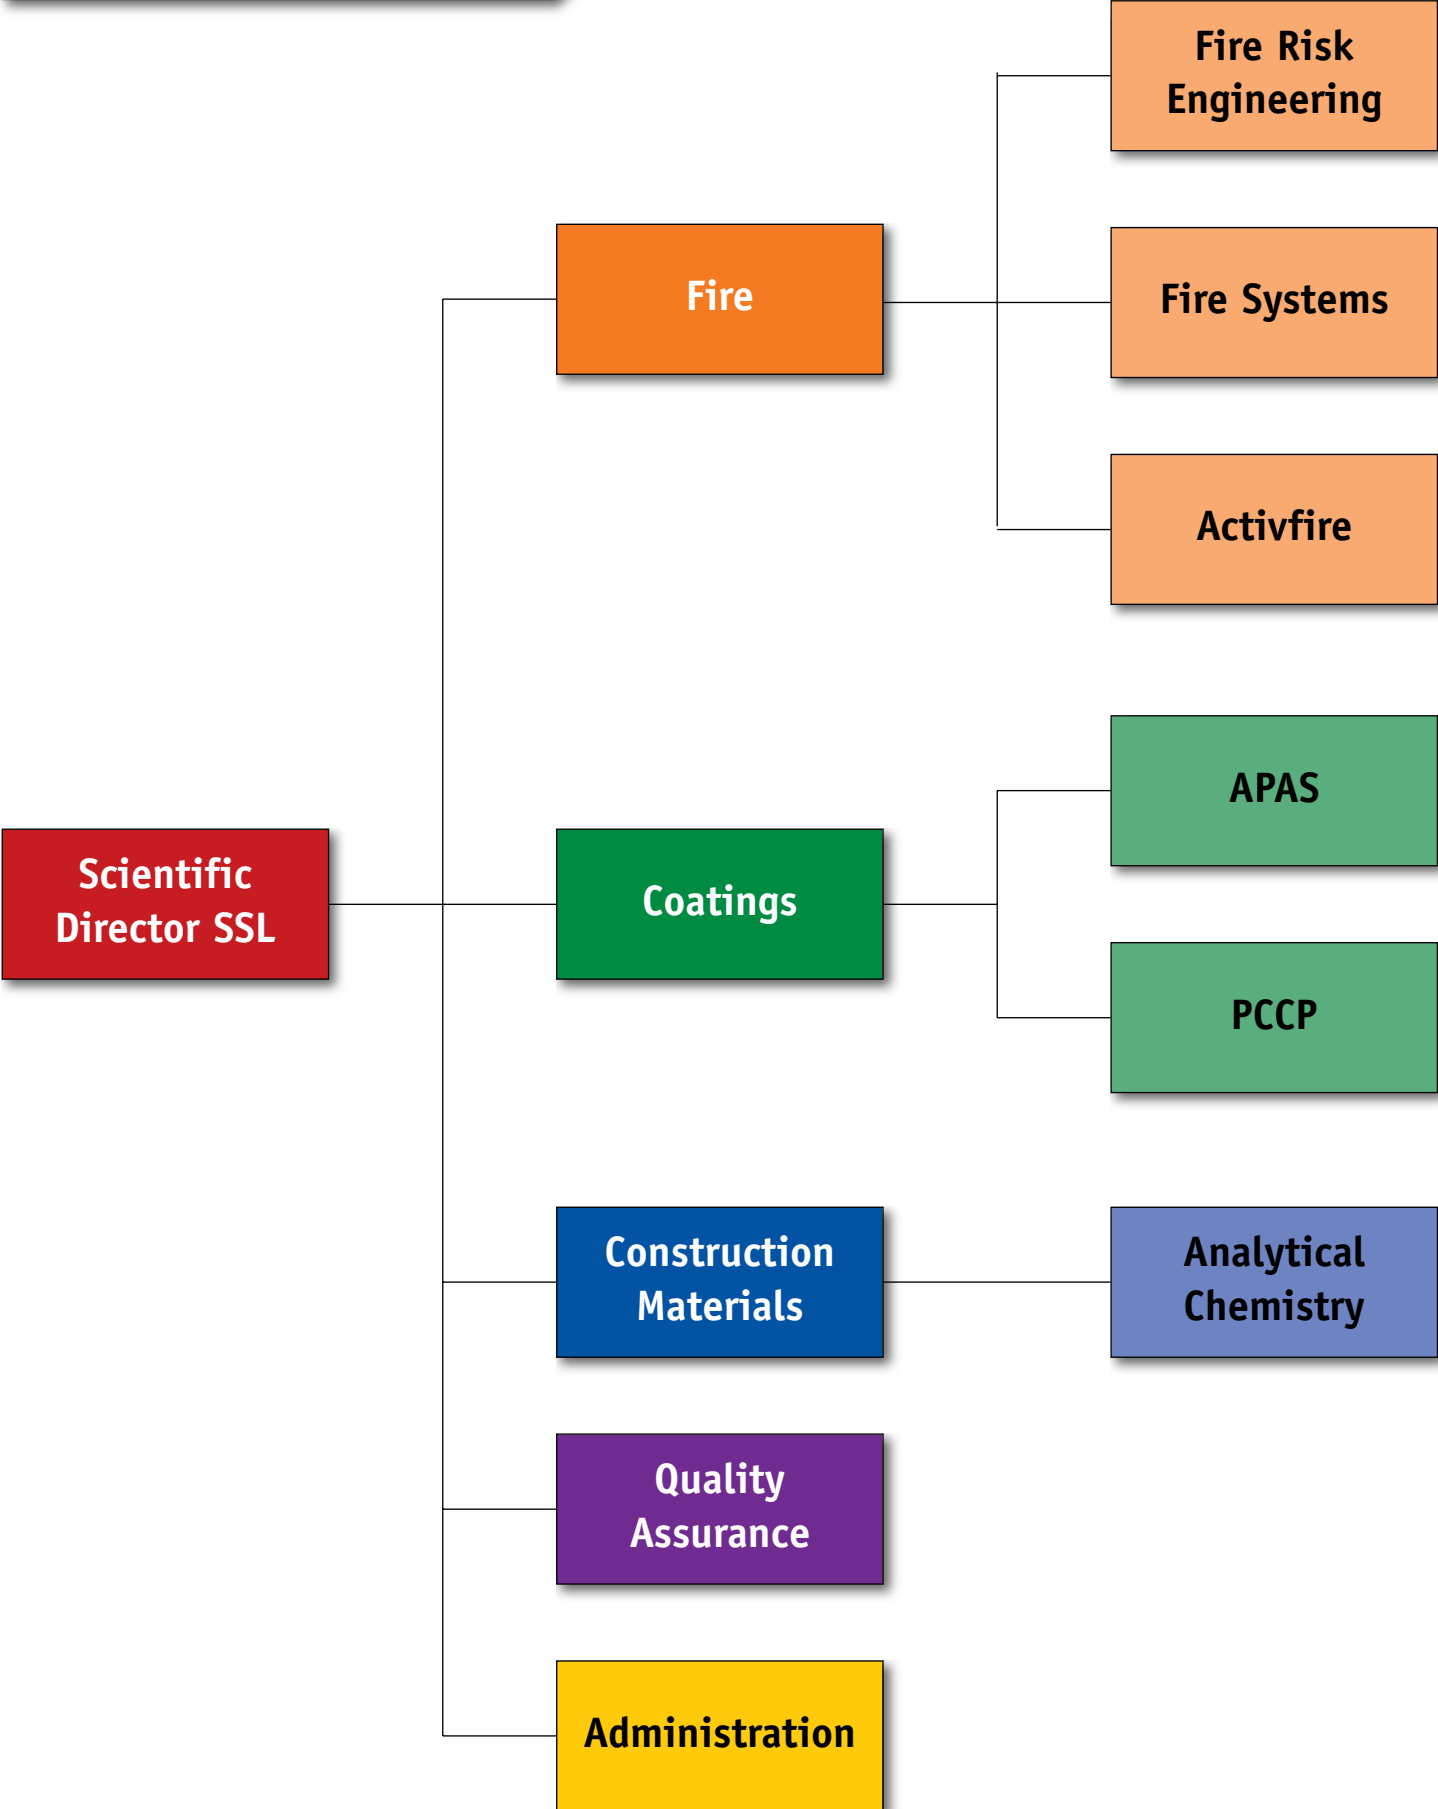 Fire Risk
Engineering
Fire
Fire Systems
Activfire
APAS
Scientific
Director SSL
Coatings
PCCP
Construction
Materials
Analytical
Chemistry
Quality
Assurance
Administration